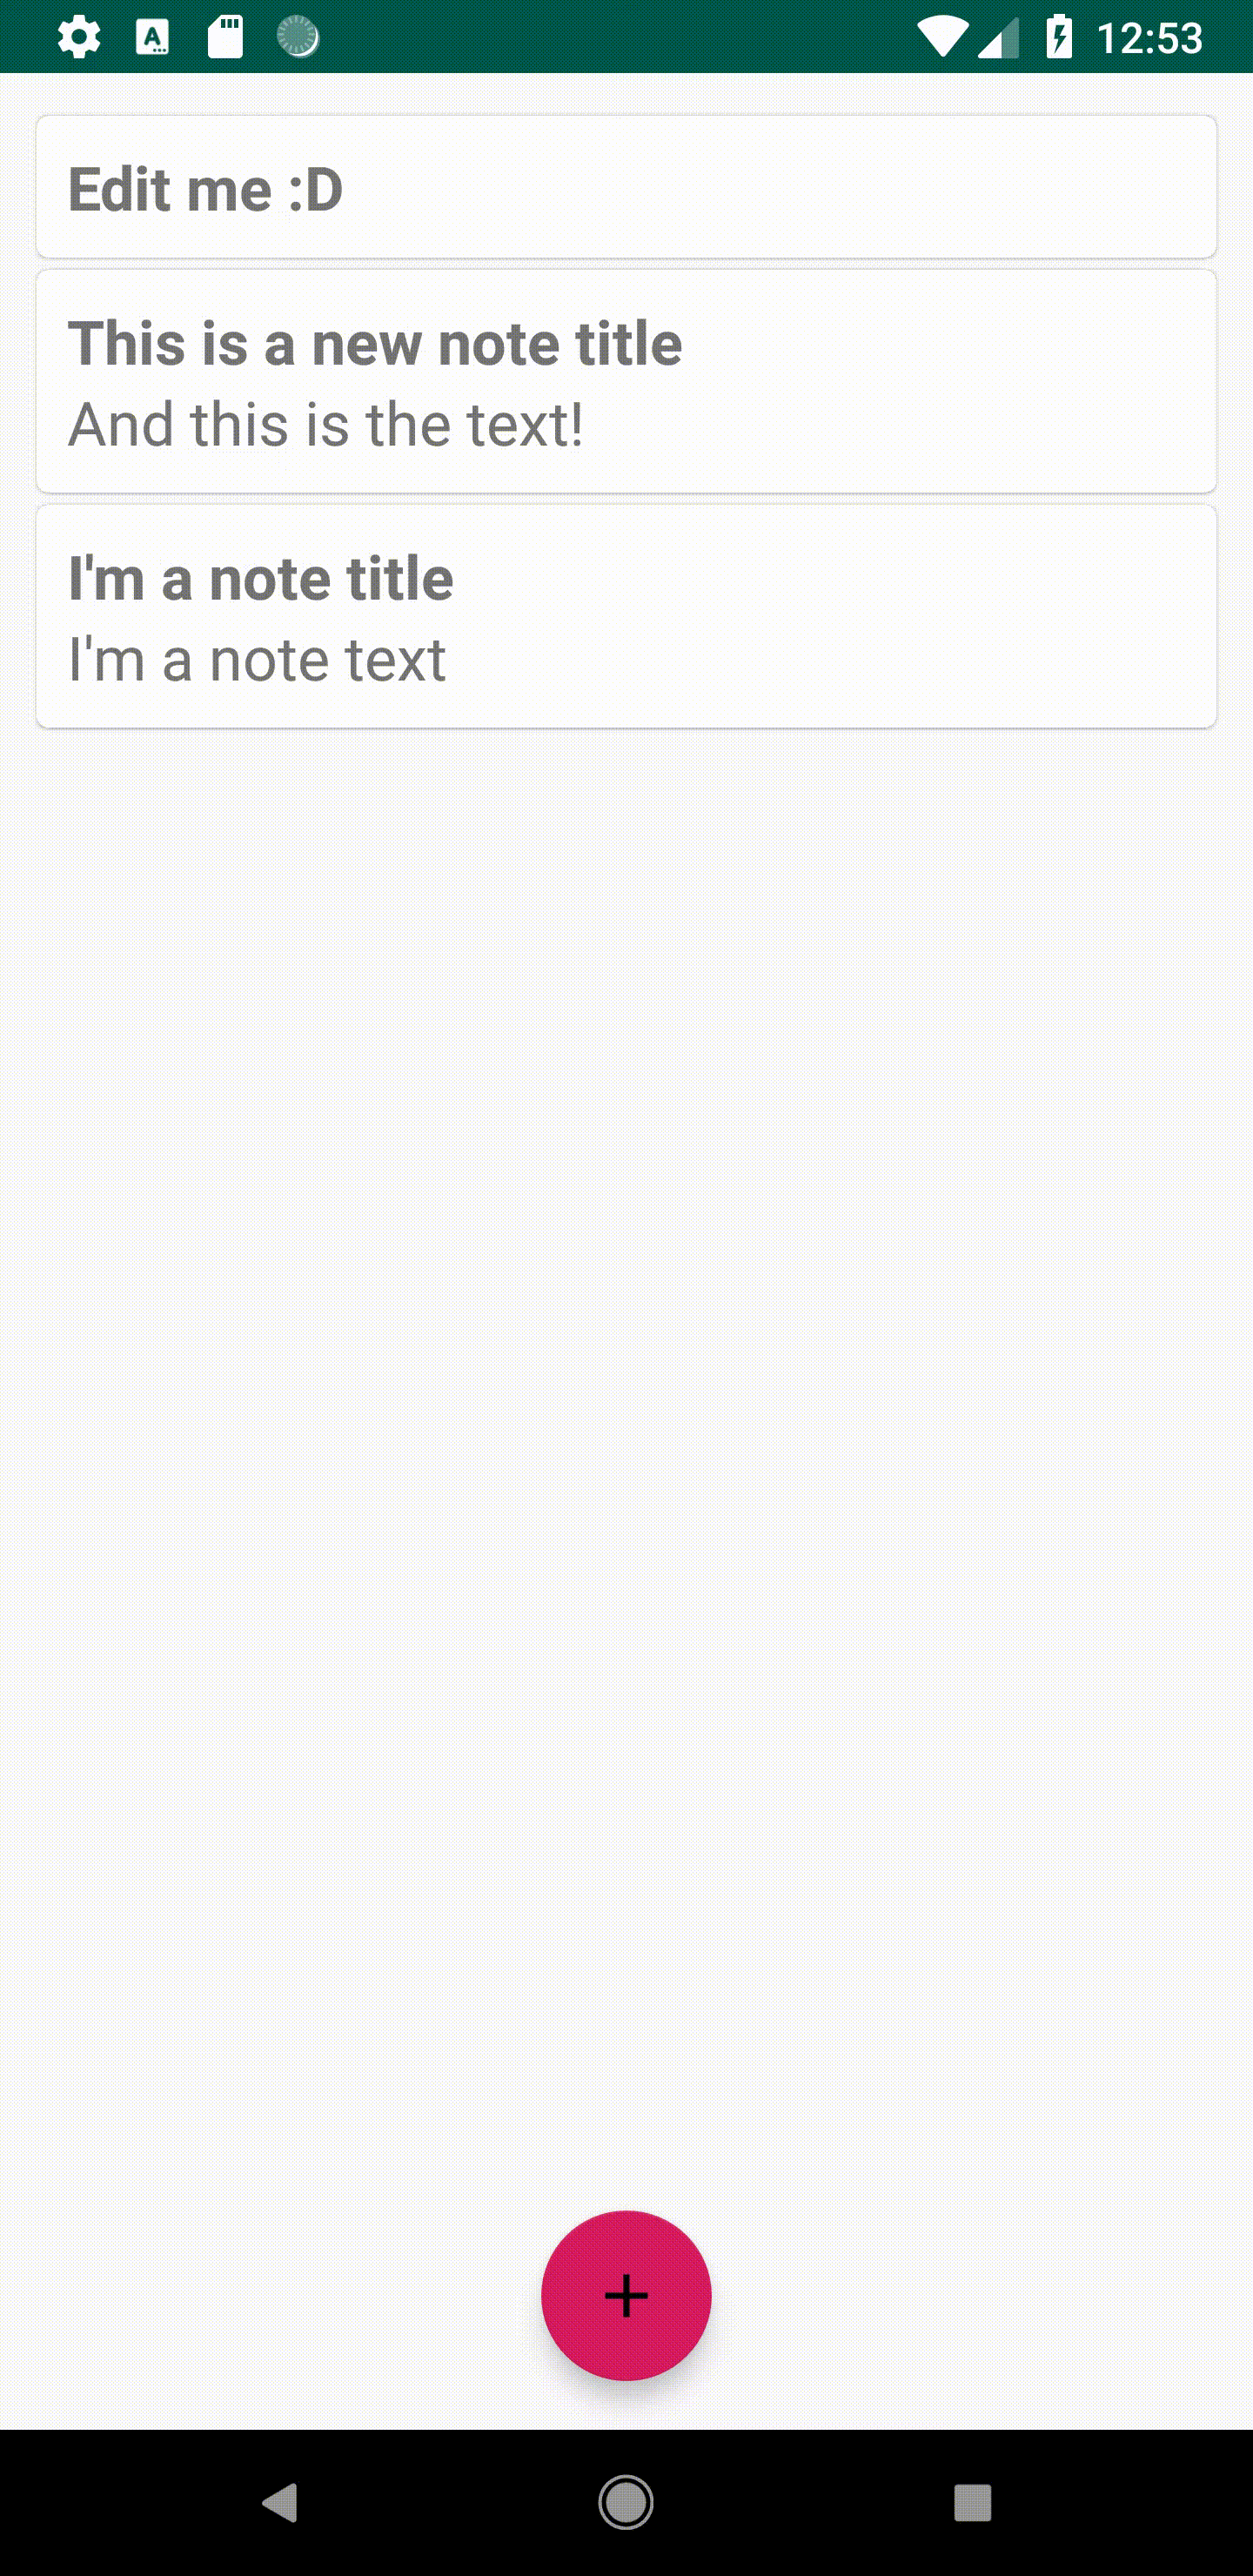 12:53
Edit me :D
This is a new note title
And this is the text!
I'm a note title
I'm a note text